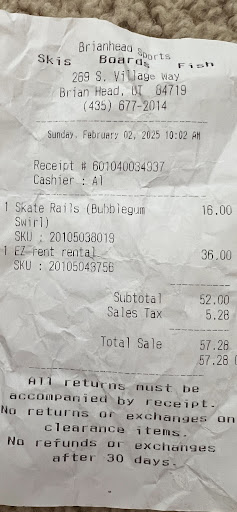 Brianhead Sports
Skis Boards Fish
269 S. Village Way
Brian Head, UT 84719
(435) 677-2014
Sunday, February 02, 2025 10:02 AM
Receipt # 601040034937
Cashier : Al
1 Skate Rails (Bubblegum 16.00
Swirl)
SKU : 20105038019
1 EZ rent rental 36.00
SKU : 20105043756
Subtotal 52.00
Sales Tax 5.28
Total Sale 57.28
57.28
All returns must be
accompanied by receipt.
No returns or exchanges on
clearance items.
No refunds or exchanges
after 30 days.